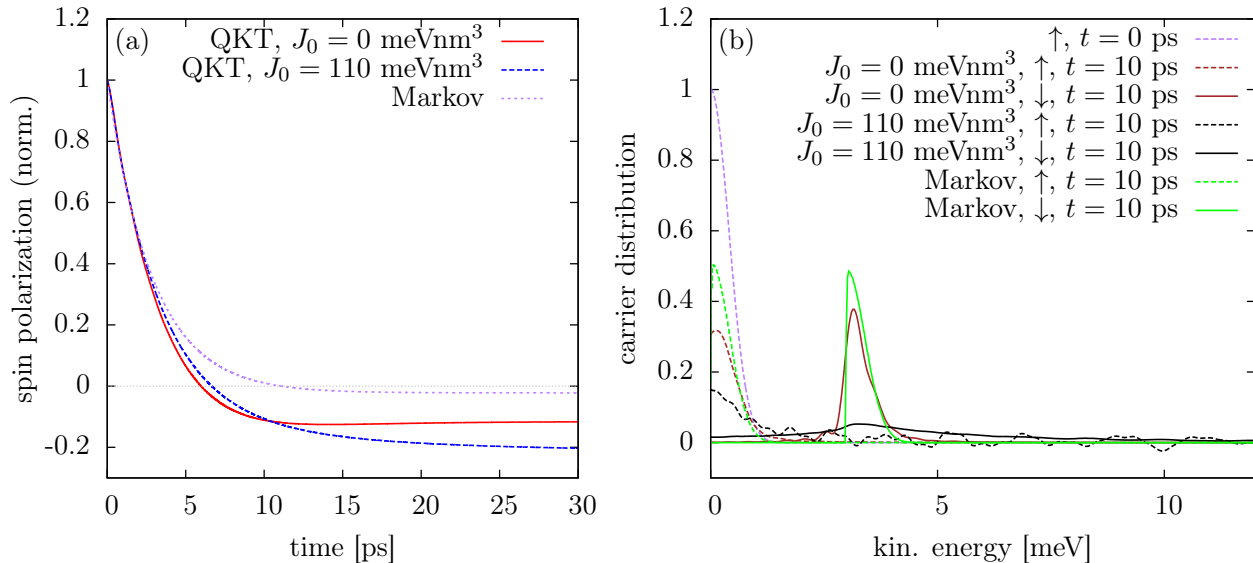 (a)
QKT, J₀ = 0 meVnm³
QKT, J₀ = 110 meVnm³
Markov
1.2
1
0.8
0.6
0.4
0.2
0
-0.2
spin polarization (norm.)
0 5 10 15 20 25 30
time [ps]
(b)
↑, t = 0 ps
J₀ = 0 meVnm³, ↑, t = 10 ps
J₀ = 0 meVnm³, ↓, t = 10 ps
J₀ = 110 meVnm³, ↑, t = 10 ps
J₀ = 110 meVnm³, ↓, t = 10 ps
Markov, ↑, t = 10 ps
Markov, ↓, t = 10 ps
1.2
1
0.8
0.6
0.4
0.2
0
carrier distribution
0 5 10
kin. energy [meV]